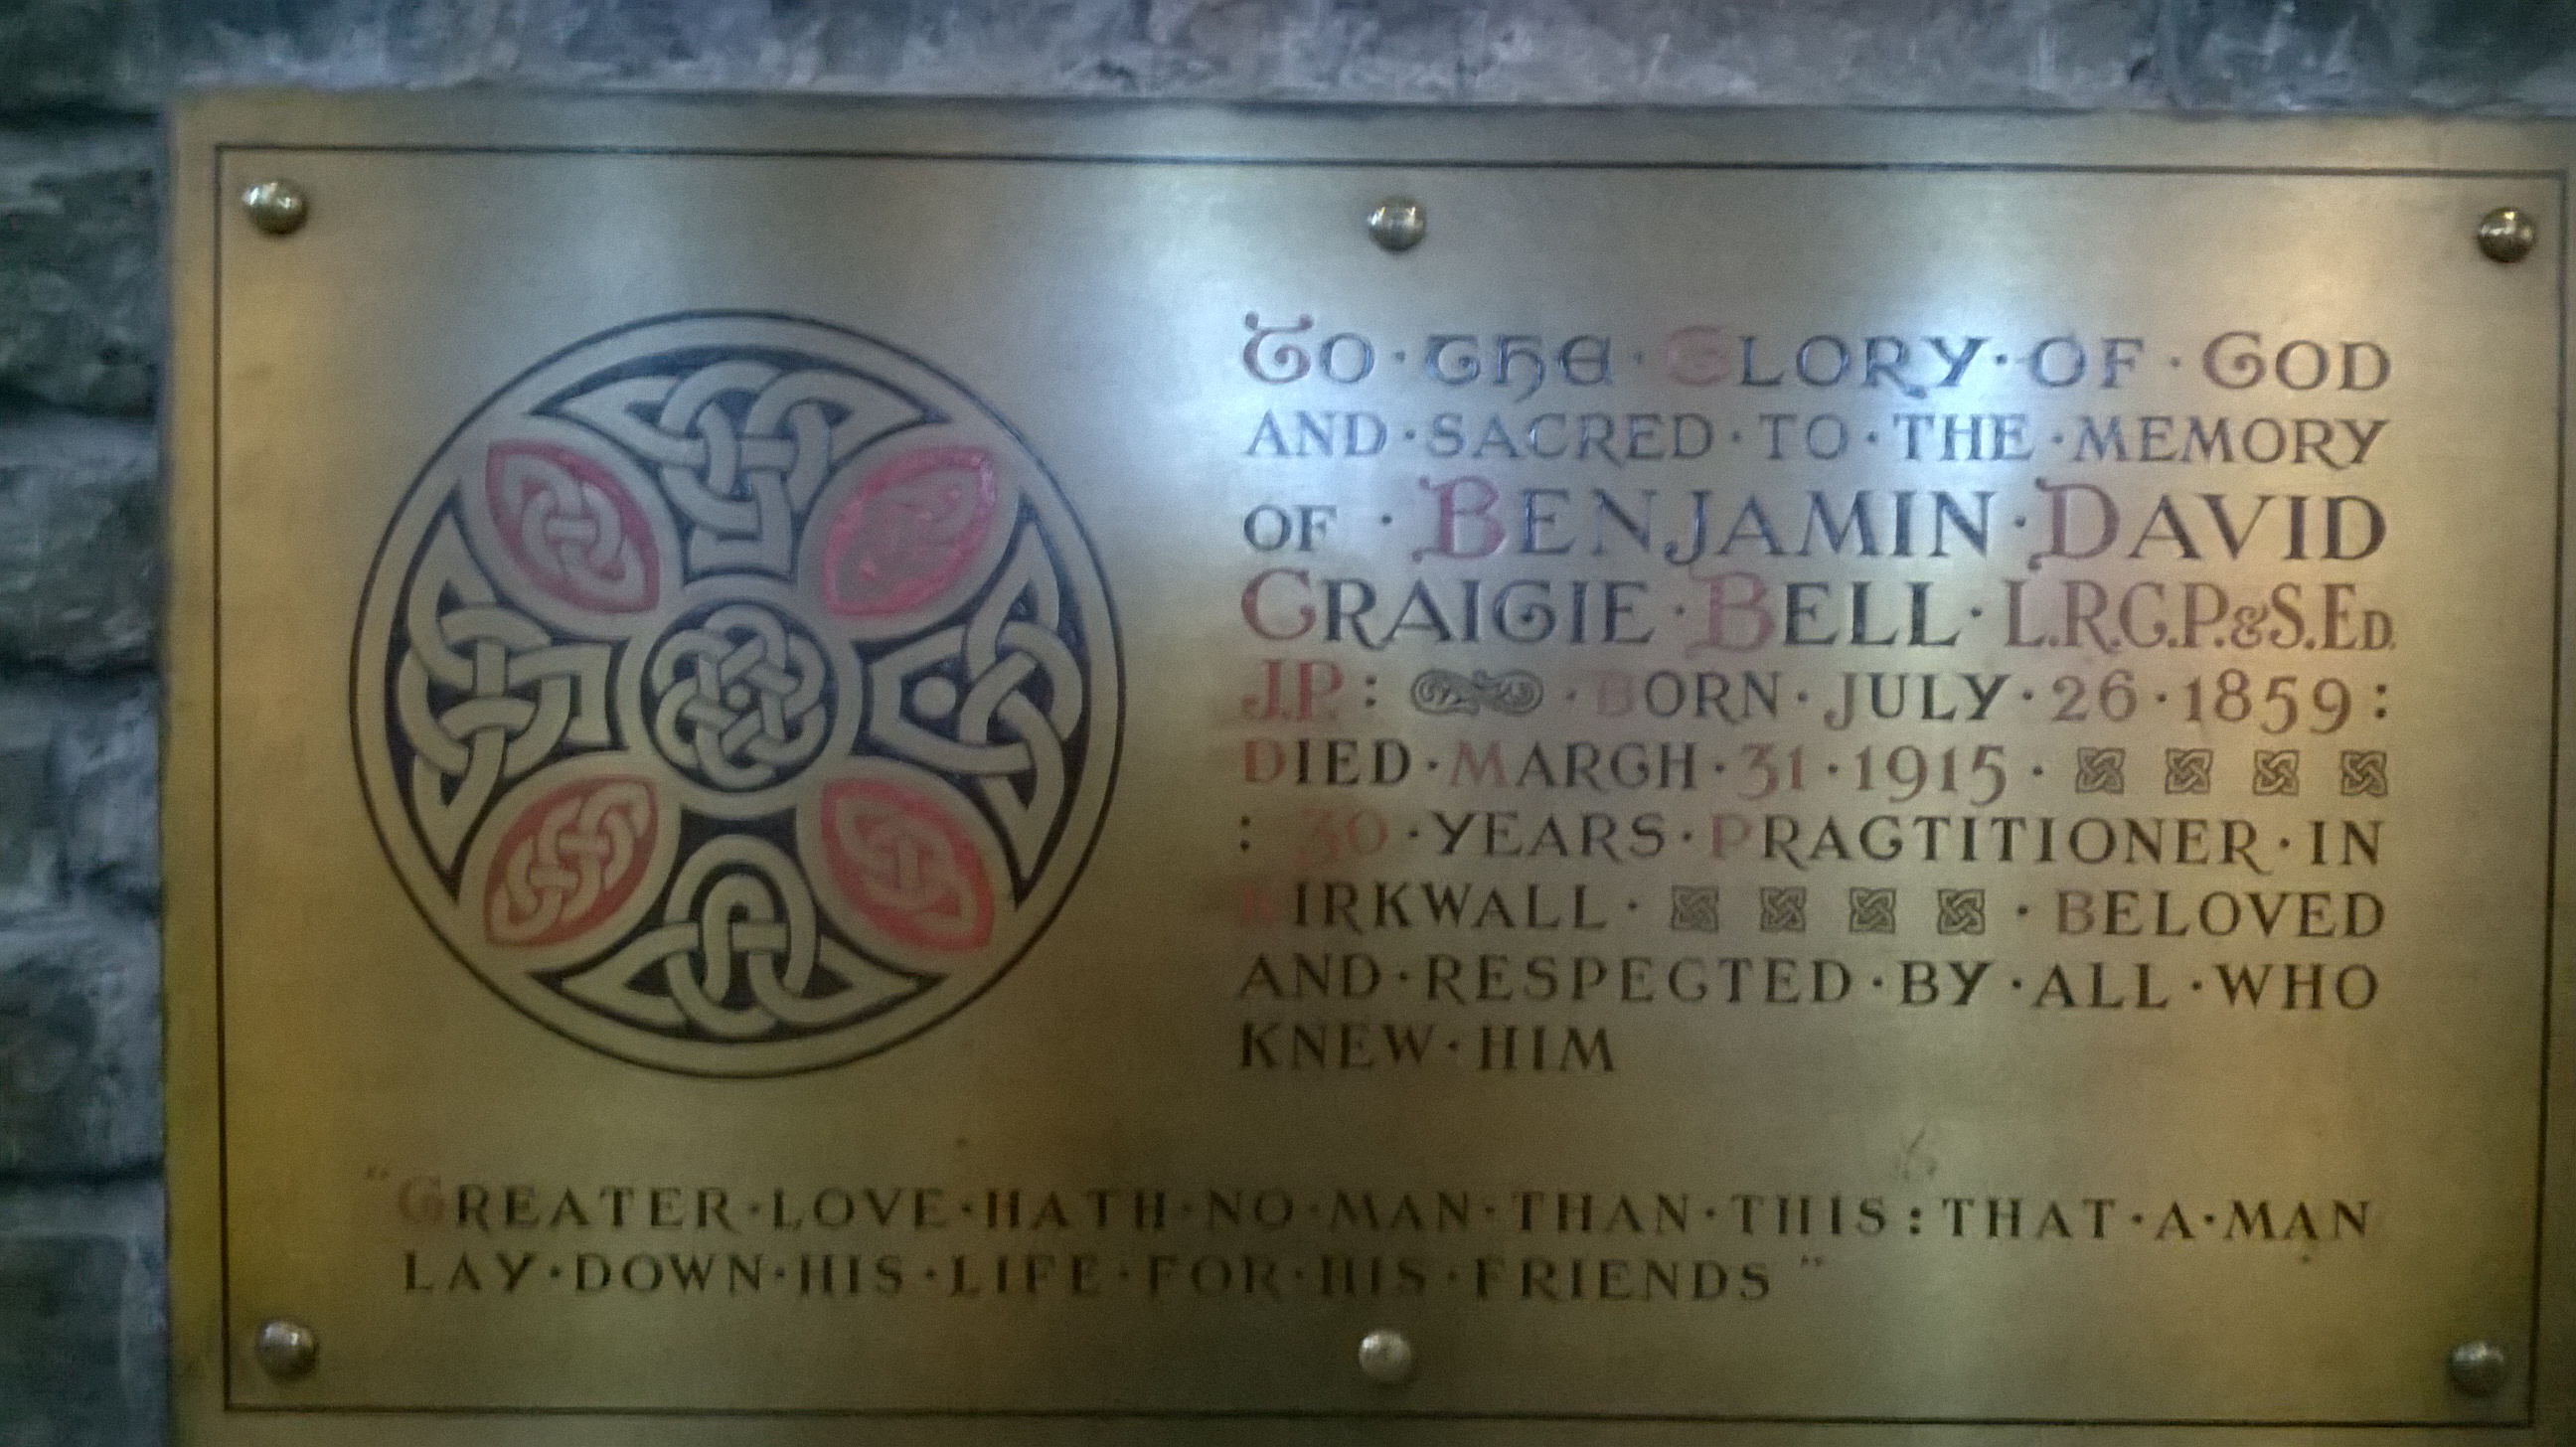 To · the · Glory · of · God
AND · SACRED · TO · THE · MEMORY
OF · BENJAMIN · DAVID
CRAIGIE · BELL · L.R.C.P.&S.ED.
J.P. : · BORN · JULY · 26 · 1859 :
DIED · MARCH · 31 · 1915 ·
: 30 · YEARS · PRACTITIONER · IN
KIRKWALL · · BELOVED
AND · RESPECTED · BY · ALL · WHO
KNEW · HIM
"GREATER · LOVE · HATH · NO · MAN · THAN · THIS : THAT · A · MAN
LAY · DOWN · HIS · LIFE · FOR · HIS · FRIENDS"